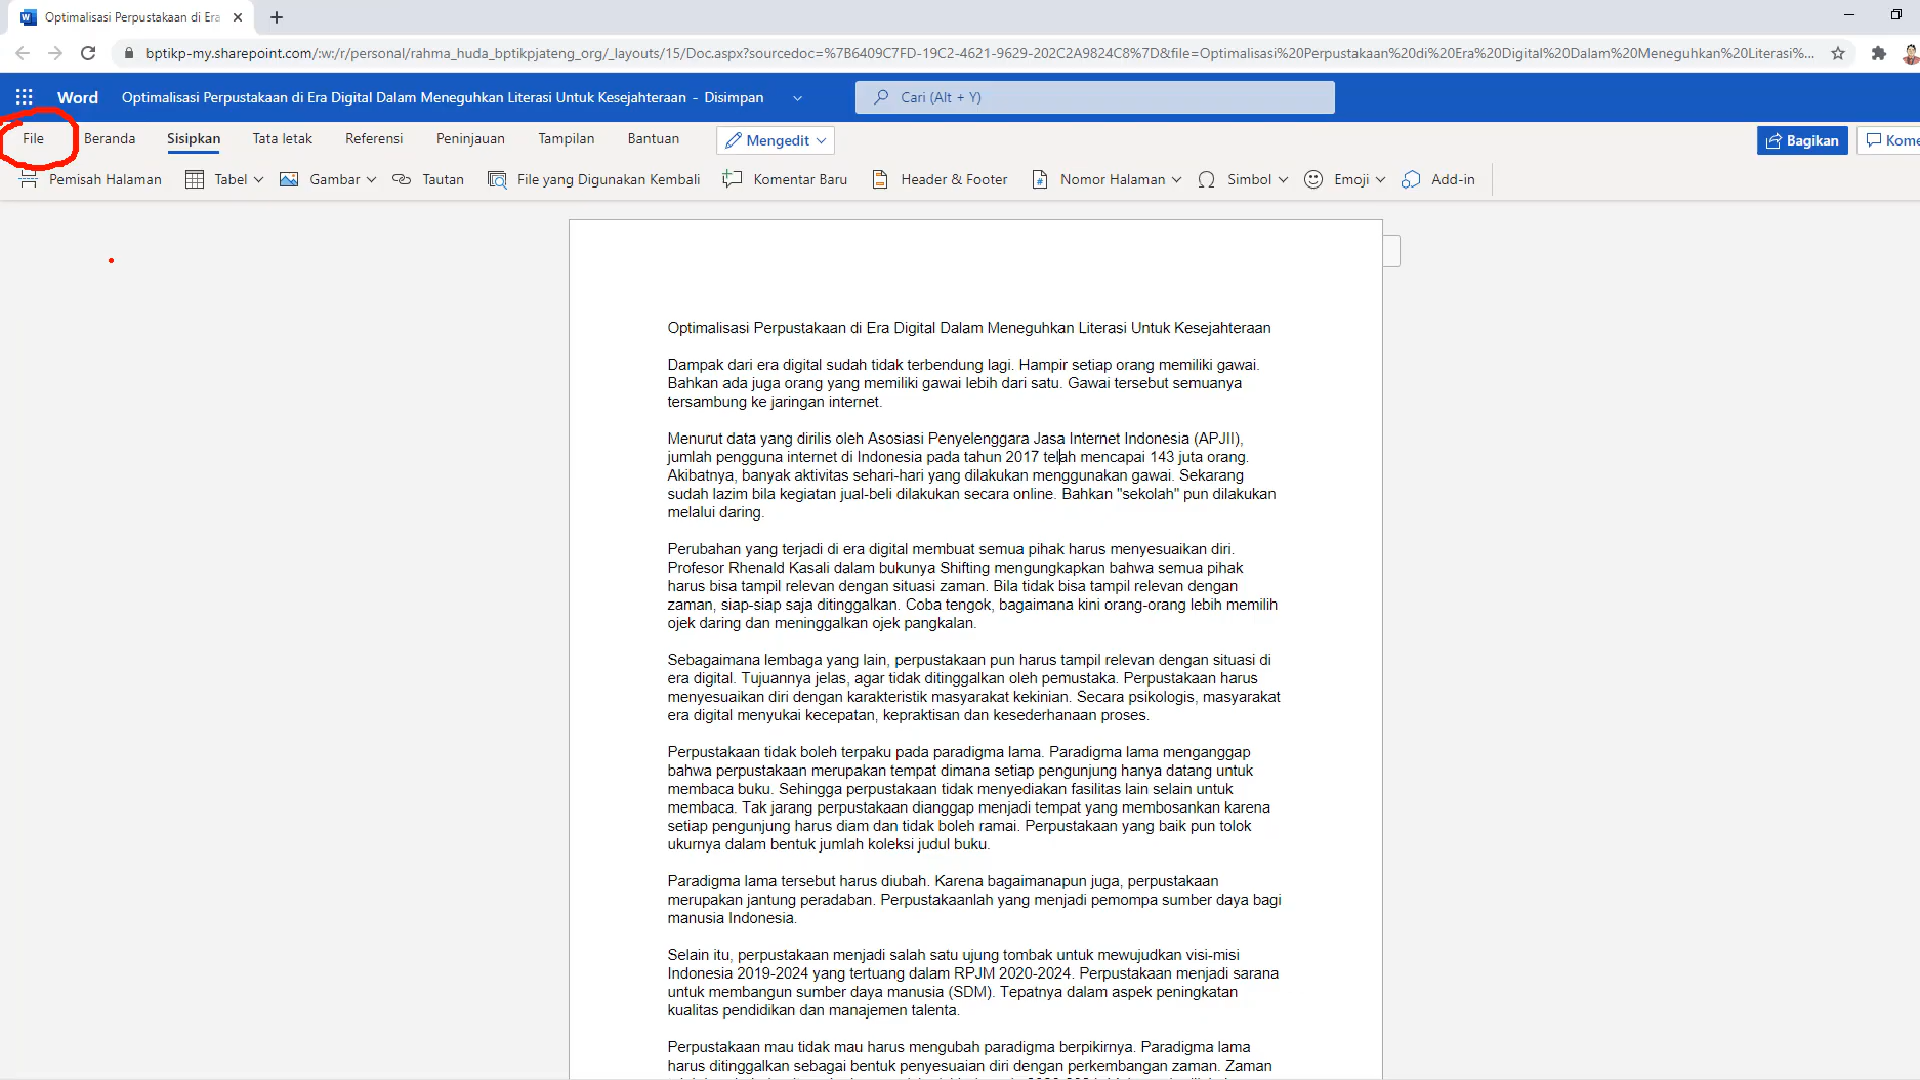 Optimalisasi Perpustakaan di Era
bptikp-my.sharepoint.com/:w:/r/personal/rahma_huda_bptikpjateng_org/_layouts/15/Doc.aspx?sourcedoc=%7B6409C7FD-19C2-4621-9629-202C2A9824C8%7D&file=Optimalisasi%20Perpustakaan%20di%20Era%20Digital%20Dalam%20Meneguhkan%20Literasi%...
Word Optimalisasi Perpustakaan di Era Digital Dalam Meneguhkan Literasi Untuk Kesejahteraan - Disimpan Cari (Alt + Y)
File Beranda Sisipkan Tata letak Referensi Peninjauan Tampilan Bantuan Mengedit Bagikan Kome
Pemisah Halaman Tabel Gambar Tautan File yang Digunakan Kembali Komentar Baru Header & Footer Nomor Halaman Simbol Emoji Add-in
Optimalisasi Perpustakaan di Era Digital Dalam Meneguhkan Literasi Untuk Kesejahteraan
Dampak dari era digital sudah tidak terbendung lagi. Hampir setiap orang memiliki gawai.
Bahkan ada juga orang yang memiliki gawai lebih dari satu. Gawai tersebut semuanya
tersambung ke jaringan internet.
Menurut data yang dirilis oleh Asosiasi Penyelenggara Jasa Internet Indonesia (APJII),
jumlah pengguna internet di Indonesia pada tahun 2017 telah mencapai 143 juta orang.
Akibatnya, banyak aktivitas sehari-hari yang dilakukan menggunakan gawai. Sekarang
sudah lazim bila kegiatan jual-beli dilakukan secara online. Bahkan "sekolah" pun dilakukan
melalui daring.
Perubahan yang terjadi di era digital membuat semua pihak harus menyesuaikan diri.
Profesor Rhenald Kasali dalam bukunya Shifting mengungkapkan bahwa semua pihak
harus bisa tampil relevan dengan situasi zaman. Bila tidak bisa tampil relevan dengan
zaman, siap-siap saja ditinggalkan. Coba tengok, bagaimana kini orang-orang lebih memilih
ojek daring dan meninggalkan ojek pangkalan.
Sebagaimana lembaga yang lain, perpustakaan pun harus tampil relevan dengan situasi di
era digital. Tujuannya jelas, agar tidak ditinggalkan oleh pemustaka. Perpustakaan harus
menyesuaikan diri dengan karakteristik masyarakat kekinian. Secara psikologis, masyarakat
era digital menyukai kecepatan, kepraktisan dan kesederhanaan proses.
Perpustakaan tidak boleh terpaku pada paradigma lama. Paradigma lama menganggap
bahwa perpustakaan merupakan tempat dimana setiap pengunjung hanya datang untuk
membaca buku. Sehingga perpustakaan tidak menyediakan fasilitas lain selain untuk
membaca. Tak jarang perpustakaan dianggap menjadi tempat yang membosankan karena
setiap pengunjung harus diam dan tidak boleh ramai. Perpustakaan yang baik pun tolok
ukurnya dalam bentuk jumlah koleksi judul buku.
Paradigma lama tersebut harus diubah. Karena bagaimanapun juga, perpustakaan
merupakan jantung peradaban. Perpustakaanlah yang menjadi pemompa sumber daya bagi
manusia Indonesia.
Selain itu, perpustakaan menjadi salah satu ujung tombak untuk mewujudkan visi-misi
Indonesia 2019-2024 yang tertuang dalam RPJM 2020-2024. Perpustakaan menjadi sarana
untuk membangun sumber daya manusia (SDM). Tepatnya dalam aspek peningkatan
kualitas pendidikan dan manajemen talenta.
Perpustakaan mau tidak mau harus mengubah paradigma berpikirnya. Paradigma lama
harus ditinggalkan sebagai bentuk penyesuaian diri dengan perkembangan zaman. Zaman